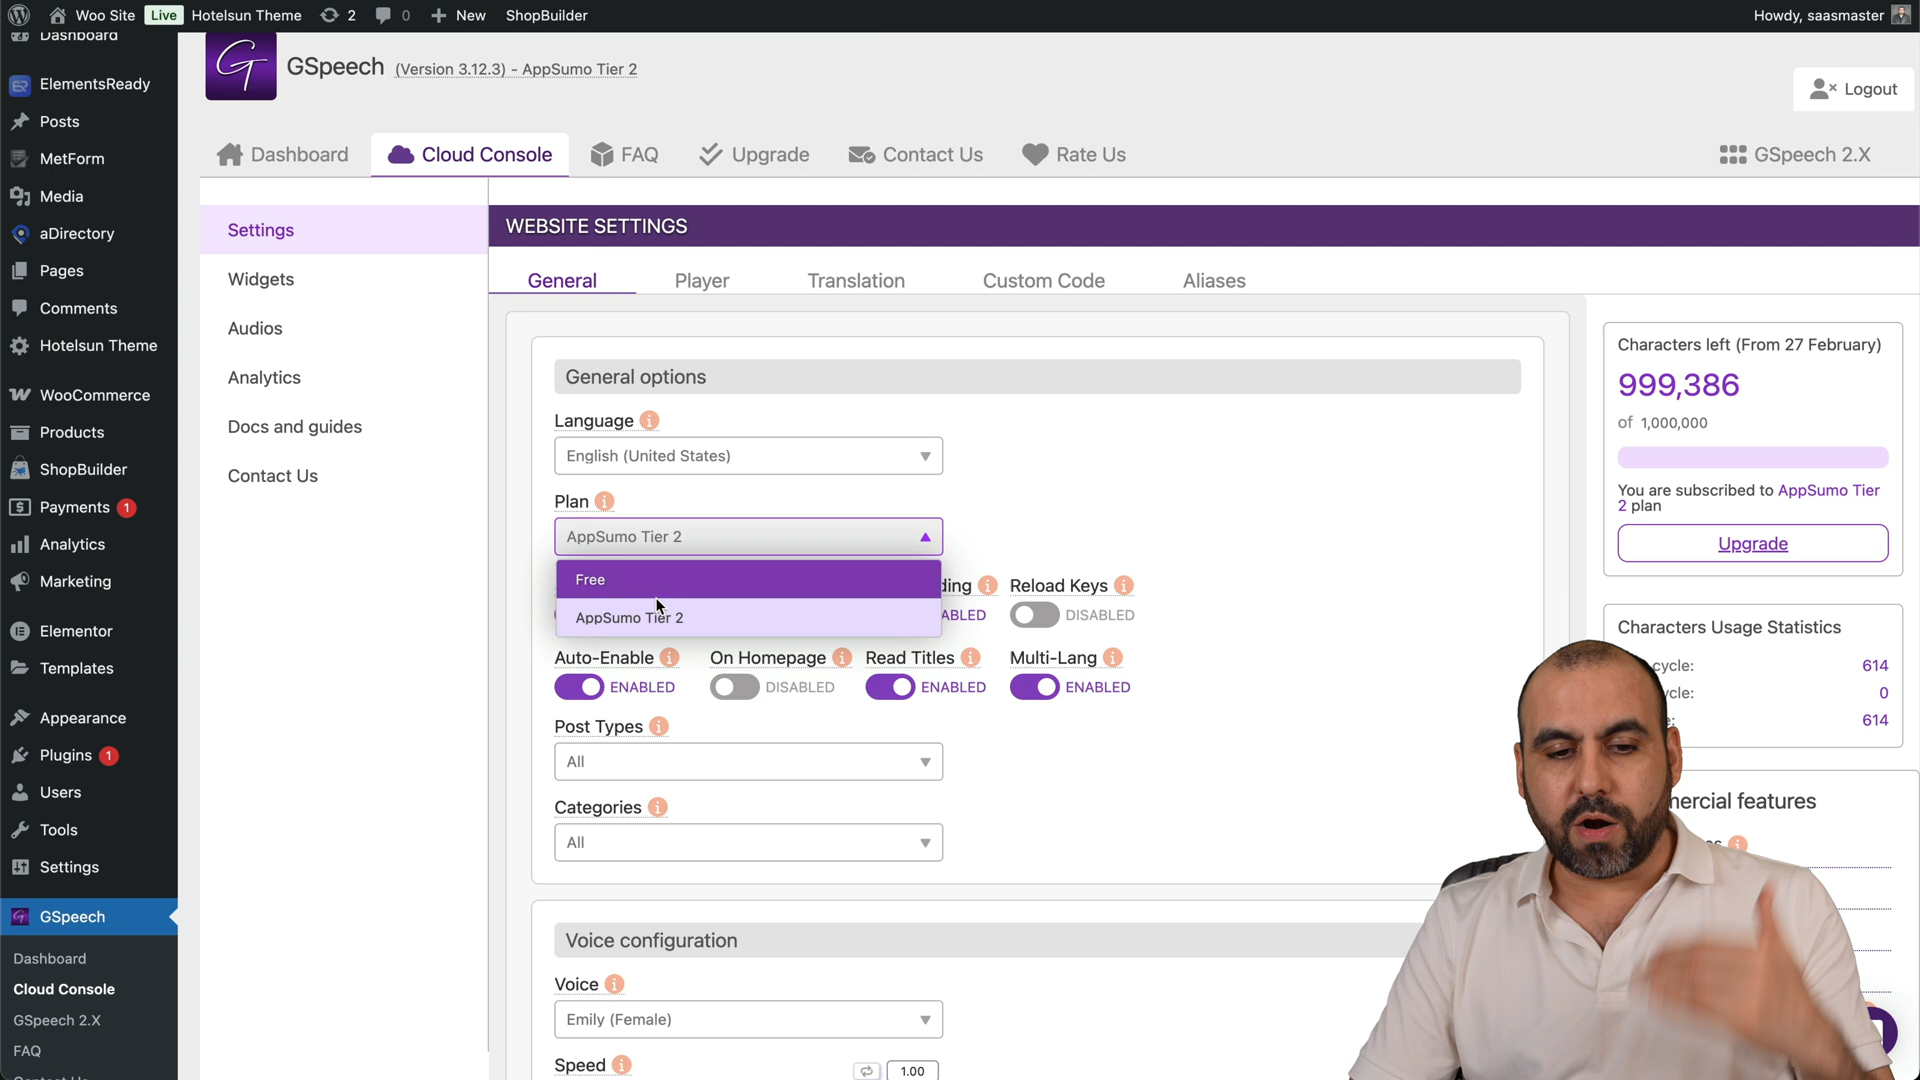 Woo Site Live Hotelsun Theme 2 0 New ShopBuilder Howdy, saasmaster
Dashboard
ElementsReady
Posts
MetForm
Media
aDirectory
Pages
Comments
Hotelsun Theme
WooCommerce
Products
ShopBuilder
Payments 1
Analytics
Marketing
Elementor
Templates
Appearance
Plugins 1
Users
Tools
Settings
GSpeech
Dashboard
Cloud Console
GSpeech 2.X
FAQ
Contact Us
GSpeech (Version 3.12.3) - AppSumo Tier 2
Logout
Dashboard Cloud Console FAQ Upgrade Contact Us Rate Us GSpeech 2.X
Settings
Widgets
Audios
Analytics
Docs and guides
Contact Us
WEBSITE SETTINGS
General Player Translation Custom Code Aliases
General options
Language
English (United States)
Plan
AppSumo Tier 2
Free
AppSumo Tier 2
ding Reload Keys
ABLED DISABLED
Auto-Enable On Homepage Read Titles Multi-Lang
ENABLED DISABLED ENABLED ENABLED
Post Types
All
Categories
All
Voice configuration
Voice
Emily (Female)
Speed 1.00
Characters left (From 27 February)
999,386
of 1,000,000
You are subscribed to AppSumo Tier
2 plan
Upgrade
Characters Usage Statistics
cycle: 614
cle: 0
e: 614
mercial features